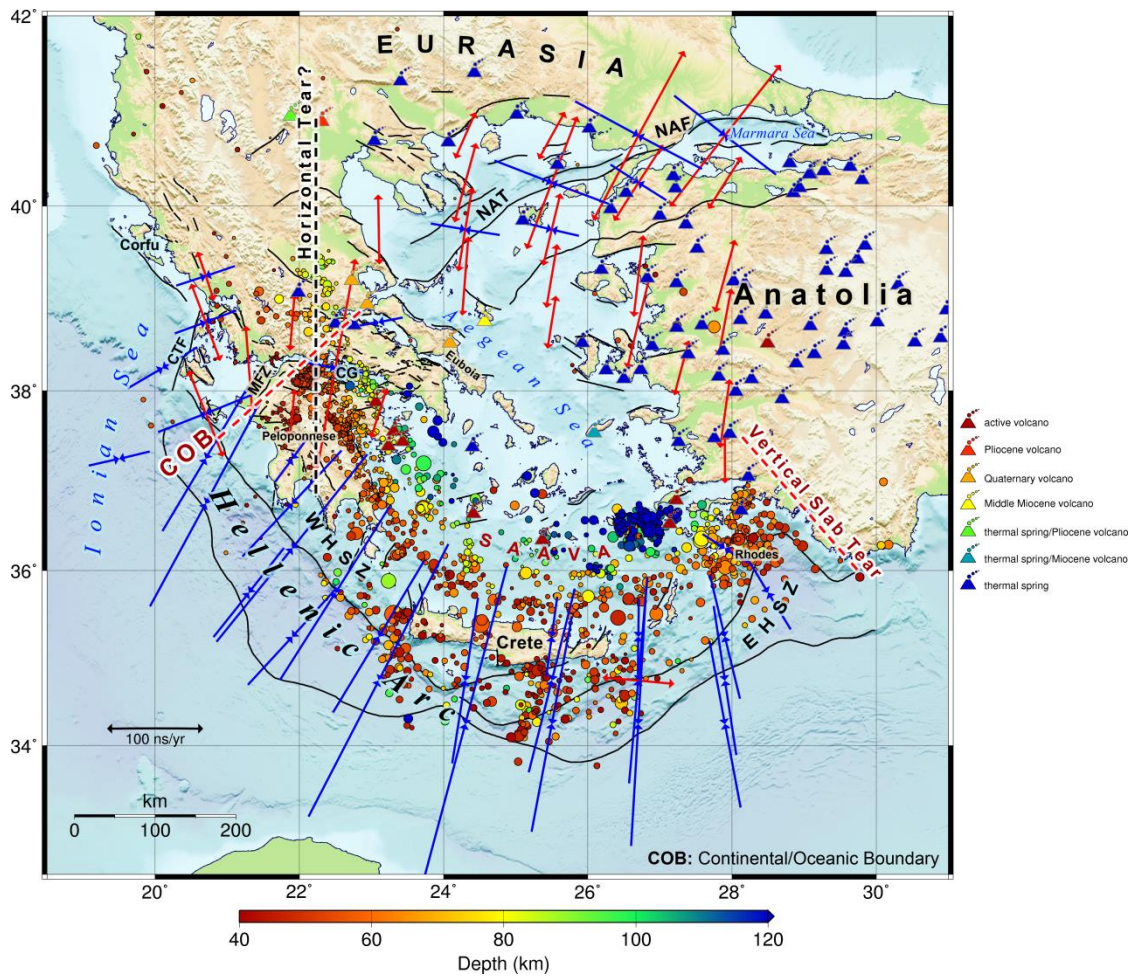 42°
40°
38°
36°
34°
20°
22°
24°
26°
28°
30°
EURASIA
Horizontal Tear?
NAF
Marmara Sea
NAT
Corfu
Anatolia
Ionian Sea
Aegean Sea
CTF
MFZ
CG
Euboia
COB
Peloponnese
Vertical Slab Tear
Hellenic Arc
WHSZ
SAAVA
Rhodes
EHSZ
Crete
100 ns/yr
km
0 100 200
COB: Continental/Oceanic Boundary
active volcano
Pliocene volcano
Quaternary volcano
Middle Miocene volcano
thermal spring/Pliocene volcano
thermal spring/Miocene volcano
thermal spring
40 60 80 100 120
Depth (km)